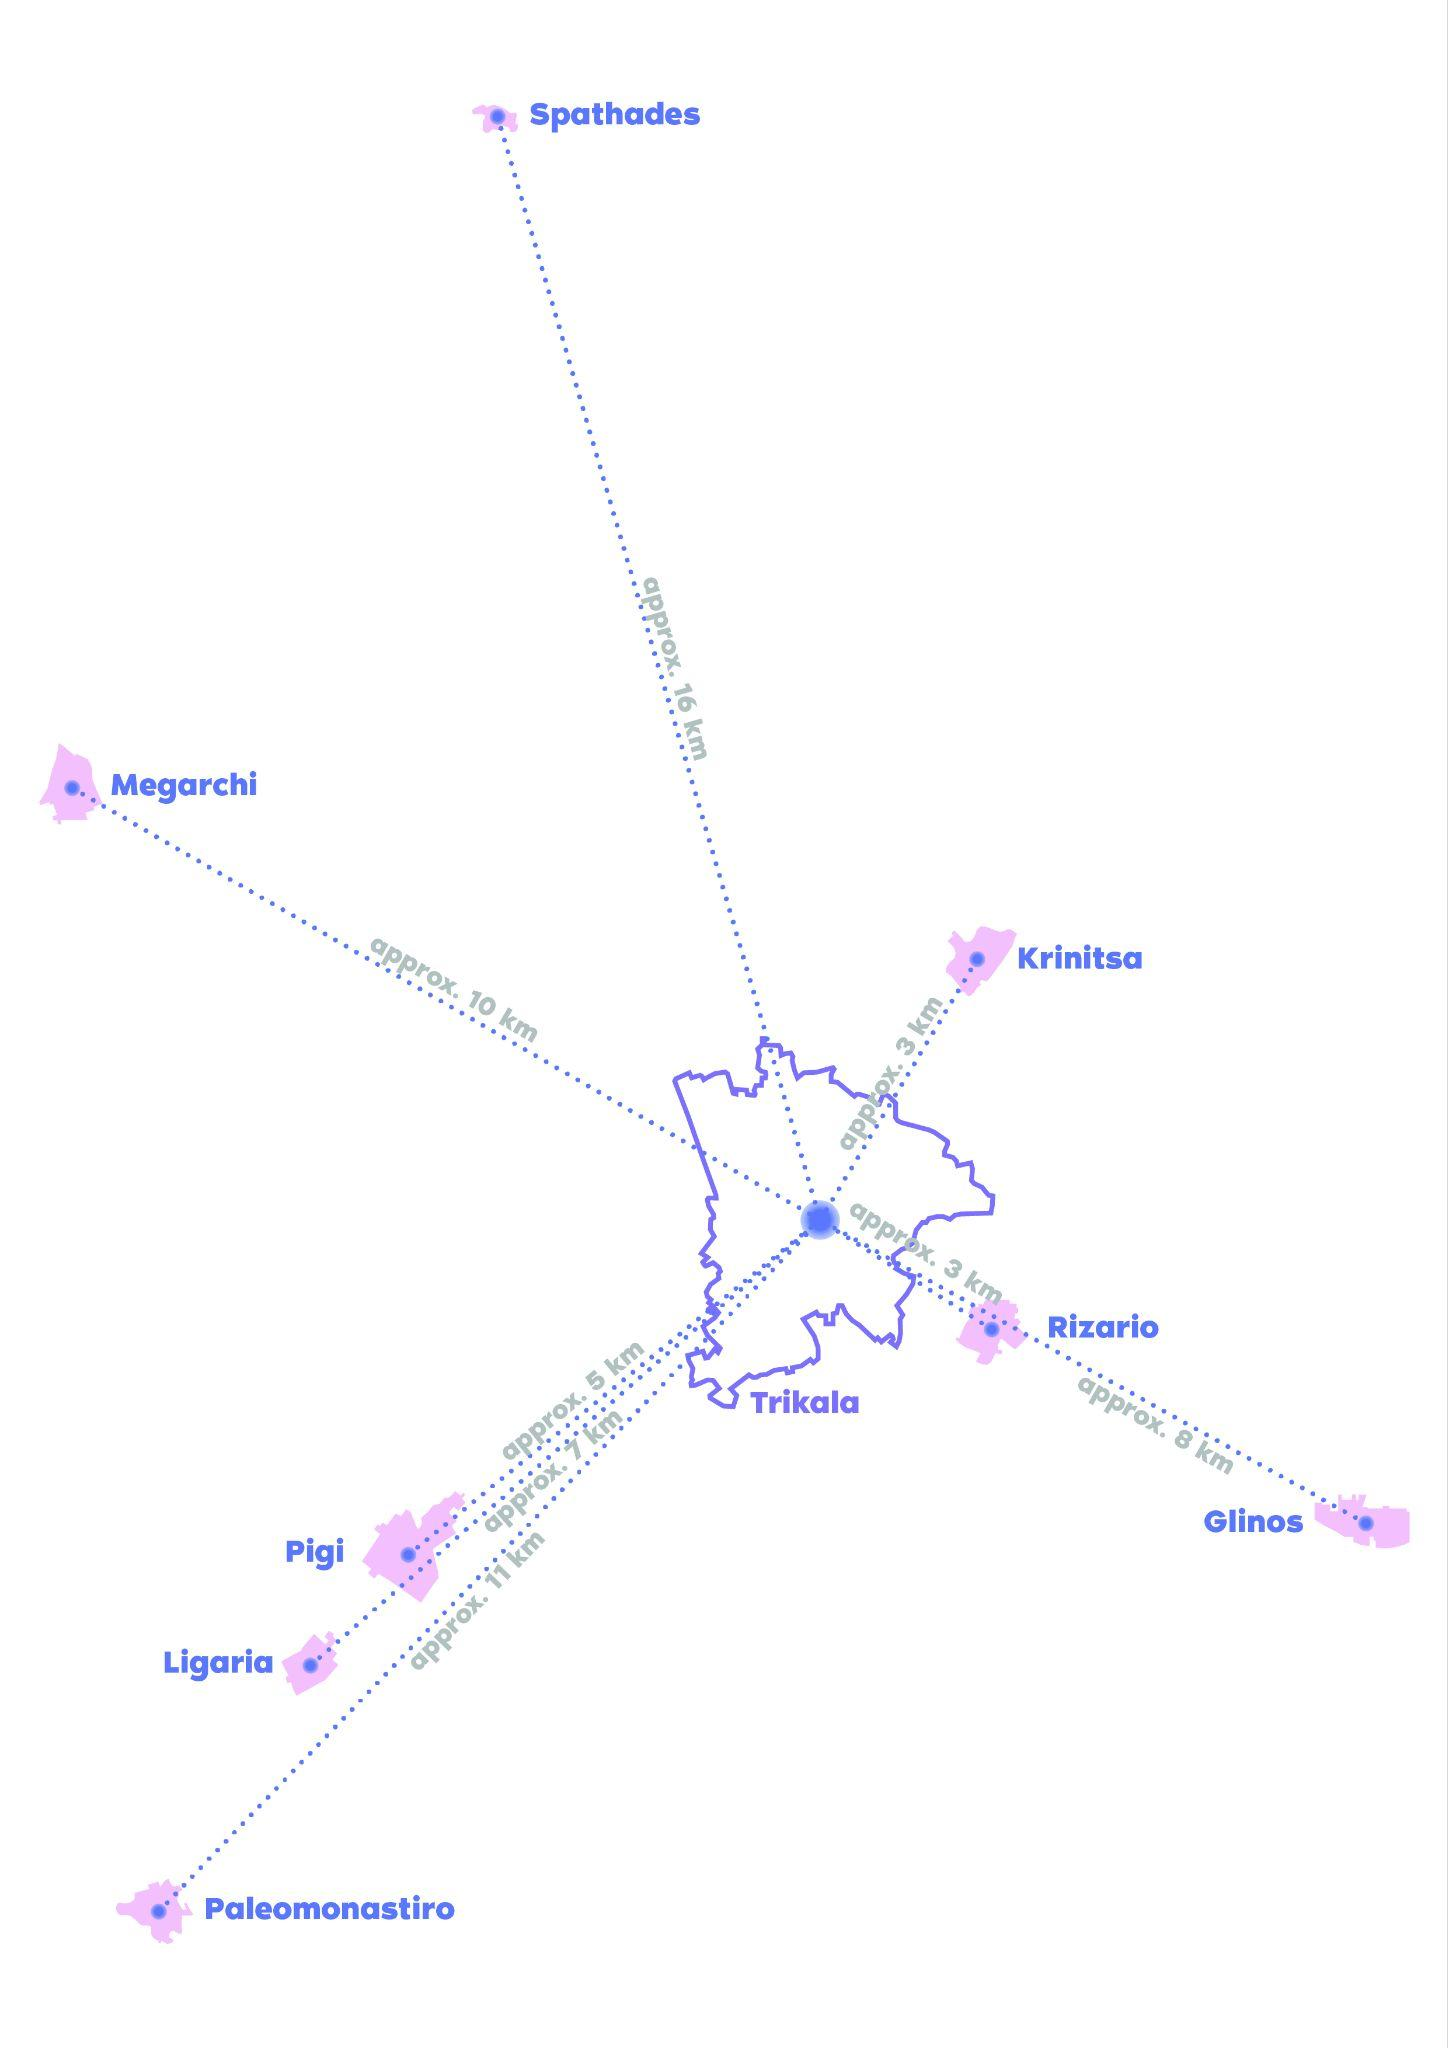 Spathades
approx. 16 km
Megarchi
approx. 10 km
Krinitsa
approx. 3 km
approx. 3 km
Rizario
Trikala
approx. 5 km
approx. 7 km
approx. 8 km
Glinos
Pigi
approx. 11 km
Ligaria
Paleomonastiro